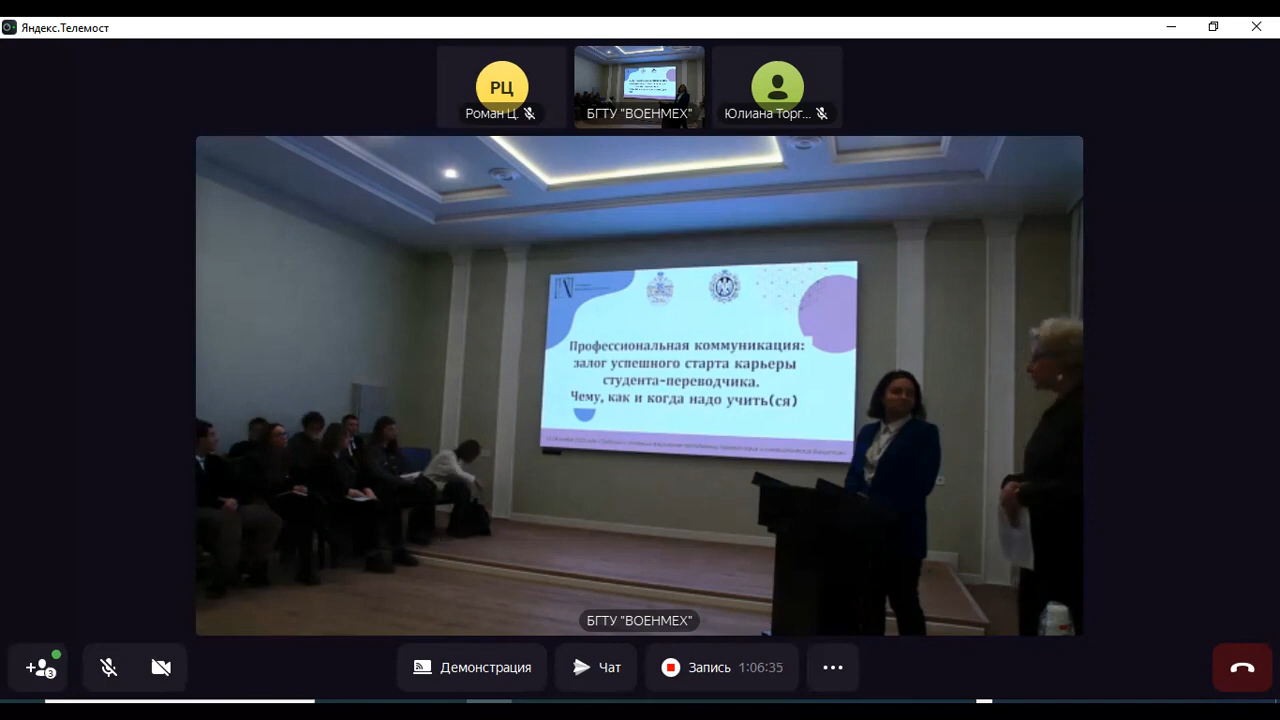 Яндекс.Телемост
РЦ
Роман Ц.
БГТУ "ВОЕНМЕХ"
Юлиана Торг...
Профессиональная коммуникация:
залог успешного старта карьеры
студента-переводчика.
Чему, как и когда надо учить(ся)
БГТУ "ВОЕНМЕХ"
3
Демонстрация
Чат
Запись 1:06:35